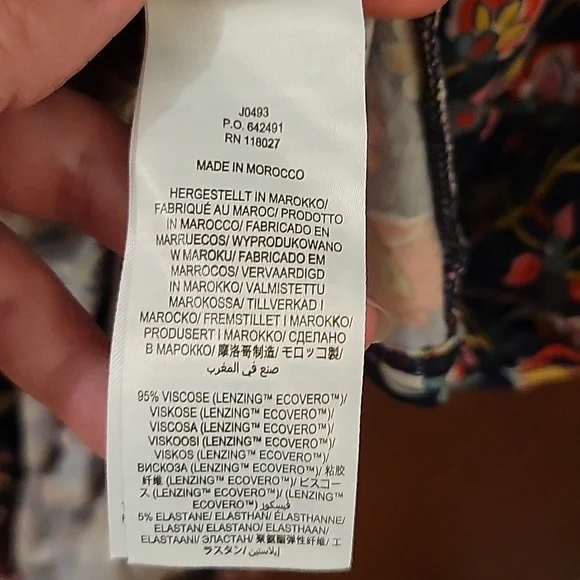 J0493
P.O. 642491
RN 118027
MADE IN MOROCCO
HERGESTELLT IN MAROKKO/
FABRIQUÉ AU MAROC/ PRODOTTO
IN MAROCCO/ FABRICADO EN
MARRUECOS/ WYPRODUKOWANO
W MAROKU/ FABRICADO EM
MARROCOS/ VERVAARDIGD
IN MAROKKO/ VALMISTETTU
MAROKOSSA/ TILLVERKAD I
MAROCKO/ FREMSTILLET I MAROKKO/
PRODUSERT I MAROKKO/ СДЕЛАНО
В МАРОККО/ 摩洛哥制造/ モロッコ製/
صنع في المغرب
95% VISCOSE (LENZING™ ECOVERO™)/
VISKOSE (LENZING™ ECOVERO™)/
VISCOSA (LENZING™ ECOVERO™)/
VISKOOSI (LENZING™ ECOVERO™)/
VISKOS (LENZING™ ECOVERO™)/
ВИСКОЗА (LENZING™ ECOVERO™)/ 粘胶
纤维 (LENZING™ ECOVERO™)/ ビスコー
ス (LENZING™ ECOVERO™)/ (LENZING™
ECOVERO™) فيسكوز
5% ELASTANE/ ELASTHAN/ ÉLASTHANNE/
ELASTAN/ ELASTANO/ ELASTHAAN/
ELASTAANI/ ЭЛАСТАН/ 聚氨酯弹性纤维/ エ
ラスタン/ إيلاستين